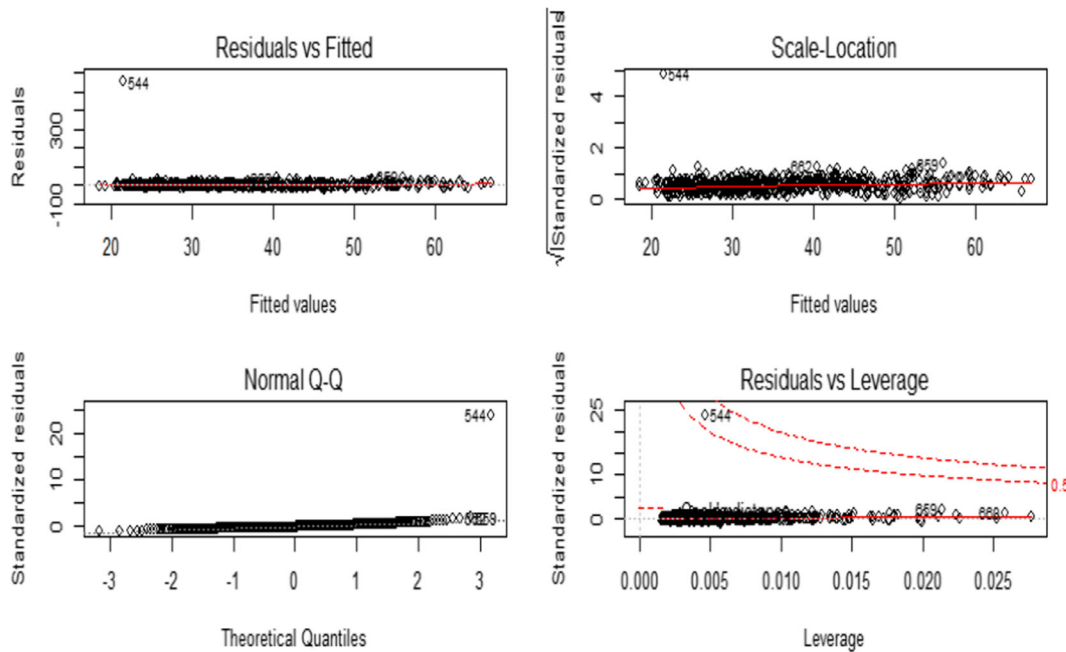 Residuals vs Fitted
Residuals
-100 300
544
20 30 40 50 60
Fitted values
Scale-Location
√|Standardized residuals|
0 2 4
544
662
659
20 30 40 50 60
Fitted values
Normal Q-Q
Standardized residuals
0 10 20
544
-3 -2 -1 0 1 2 3
Theoretical Quantiles
Residuals vs Leverage
Standardized residuals
0 10 25
544
659
0.5
0.000 0.005 0.010 0.015 0.020 0.025
Leverage